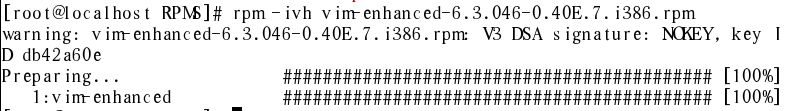 [root@localhost RPMS]# rpm -ivh vim-enhanced-6.3.046-0.40E.7.i386.rpm
warning: vim-enhanced-6.3.046-0.40E.7.i386.rpm: V3 DSA signature: NOKEY, key I
D db42a60e
Preparing... ########################################### [100%]
1:vim-enhanced ########################################### [100%]